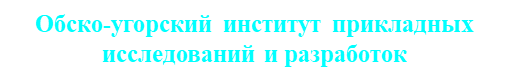 Обско-угорский институт прикладных
исследований и разработок